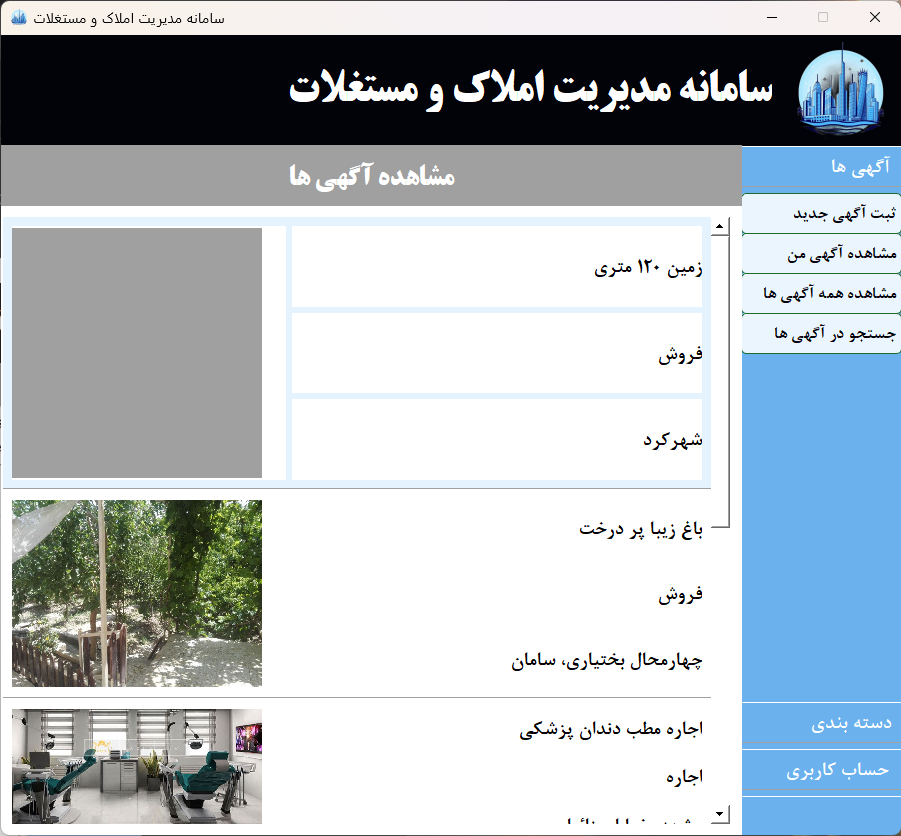 سامانه مدیریت املاک و مستغلات
سامانه مدیریت املاک و مستغلات
آگهی ها
ثبت آگهی جدید
مشاهده آگهی من
مشاهده همه آگهی ها
جستجو در آگهی ها
دسته بندی
حساب کاربری
مشاهده آگهی ها
زمین ۱۲۰ متری
فروش
شهرکرد
باغ زیبا پر درخت
فروش
چهارمحال بختیاری، سامان
اجاره مطب دندان پزشکی
اجاره